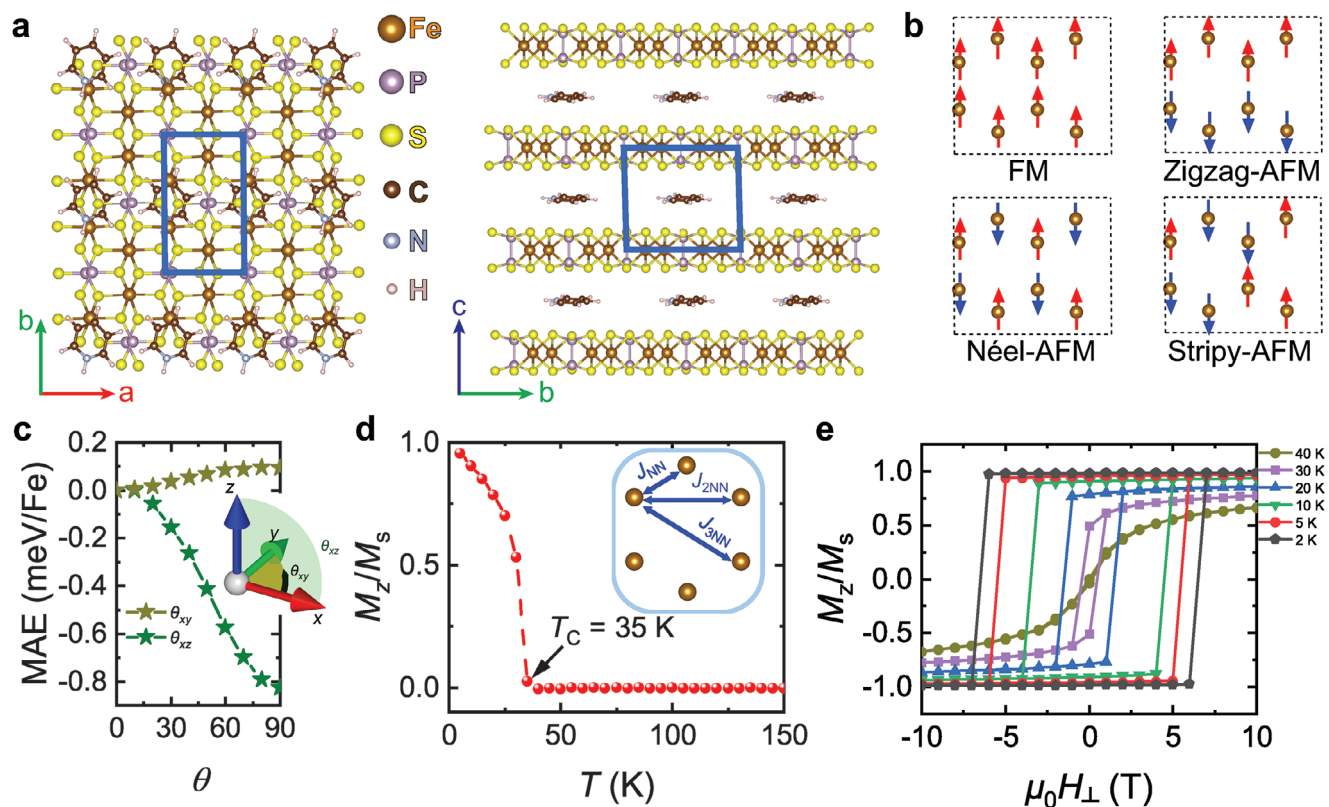 a
Fe
P
S
C
N
H
b
a
c
b
b
FM
Zigzag-AFM
Néel-AFM
Stripy-AFM
c
MAE (meV/Fe)
0.2
0.0
-0.2
-0.4
-0.6
-0.8
0
30
60
90
θ
z
y
x
θxz
θxy
θxy
θxz
d
Mz/Ms
1.0
0.5
0.0
0
50
100
150
T (K)
TC = 35 K
JNN
J2NN
J3NN
e
Mz/Ms
1.0
0.5
0.0
-0.5
-1.0
-10
-5
0
5
10
μ0H⊥ (T)
40 K
30 K
20 K
10 K
5 K
2 K